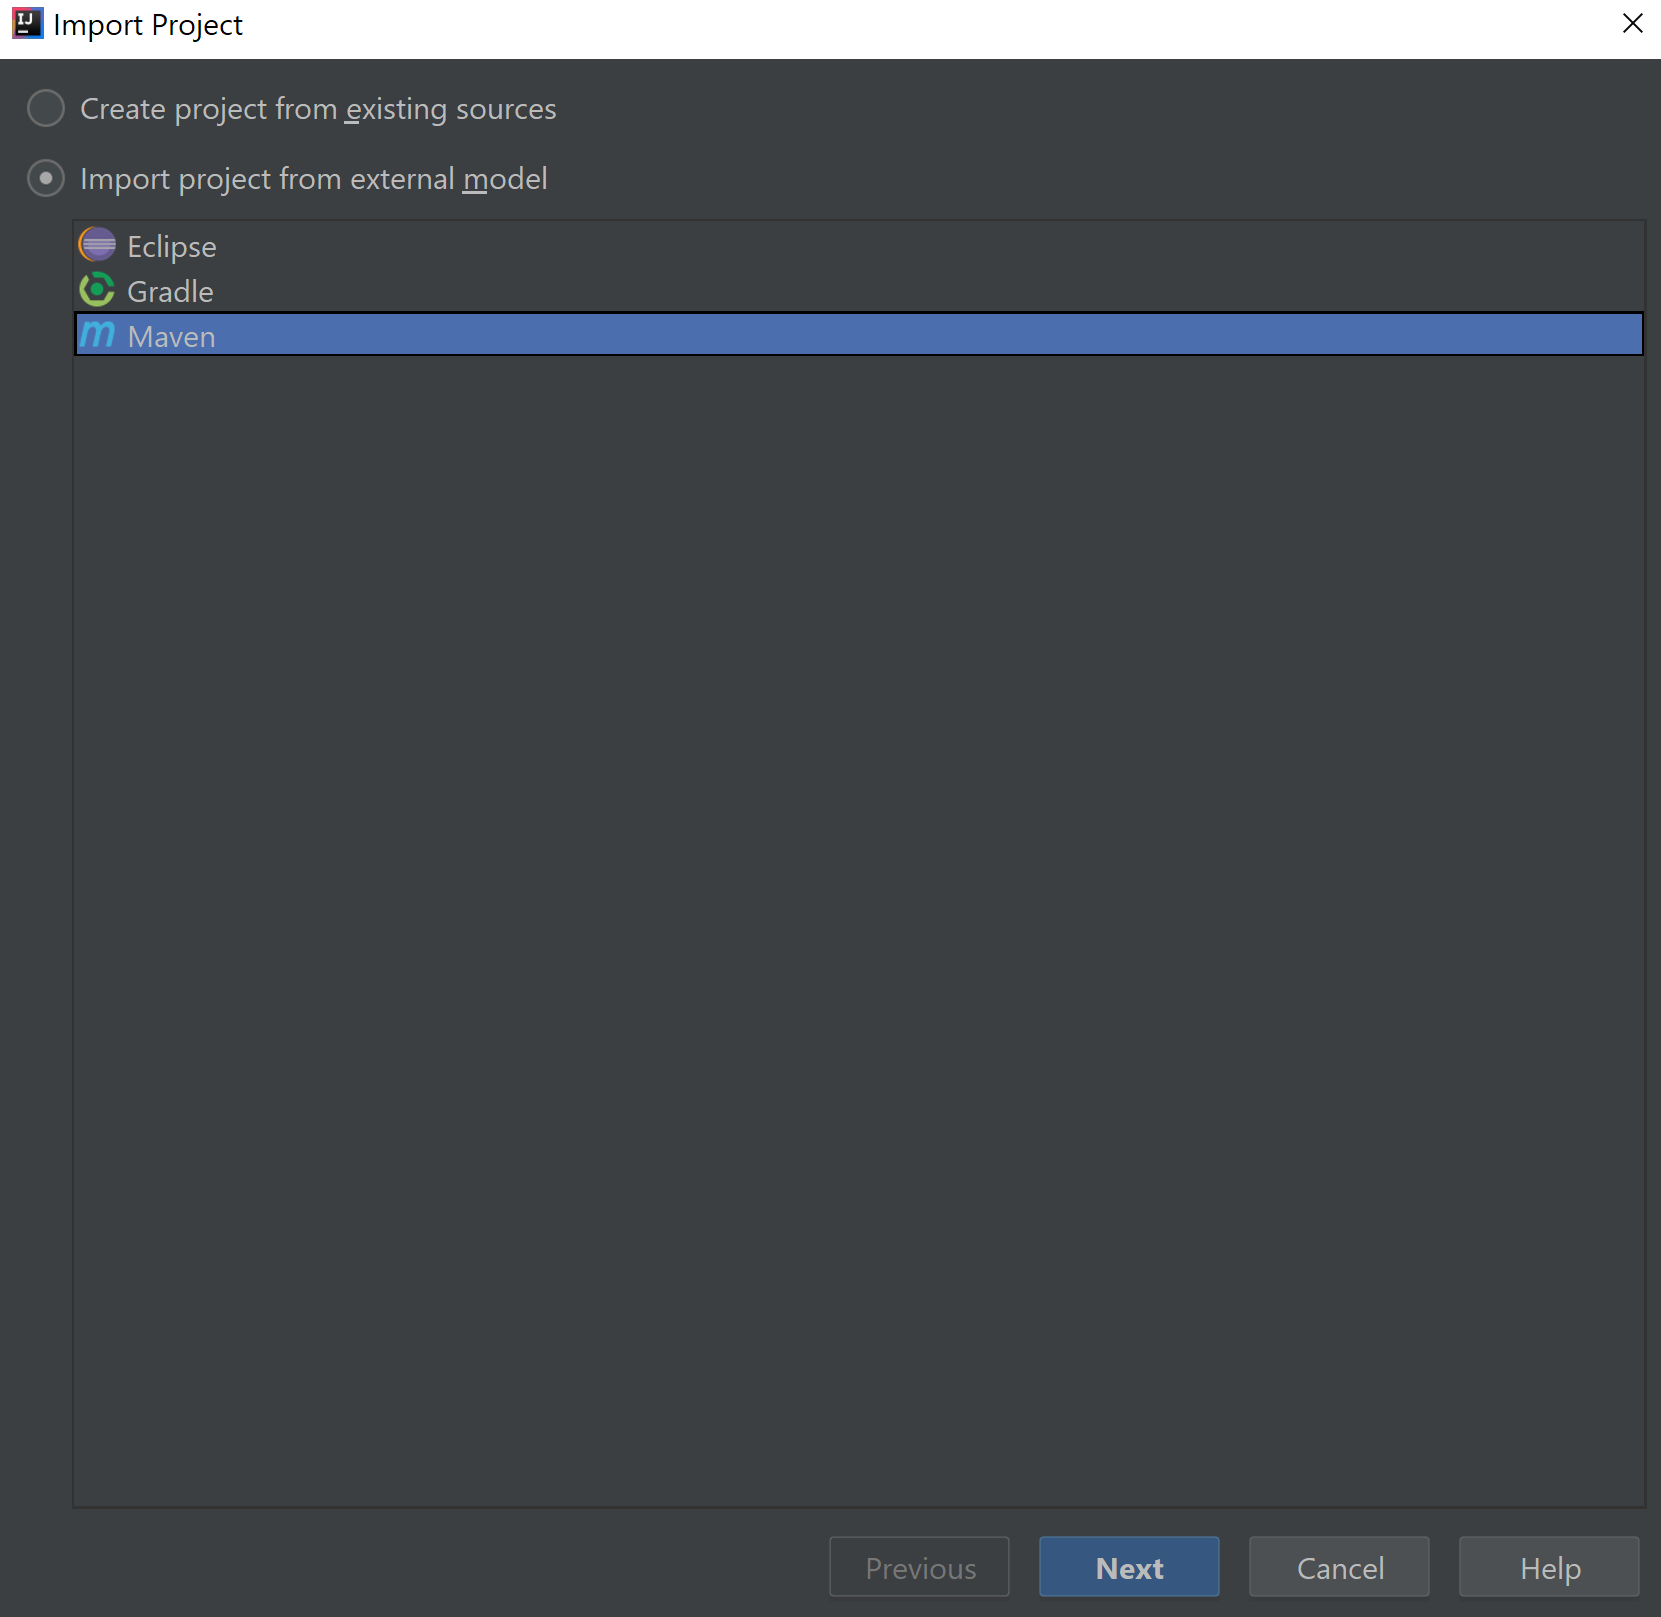 IJ Import Project
Create project from existing sources
Import project from external model
Eclipse
Gradle
m Maven
Previous Next Cancel Help